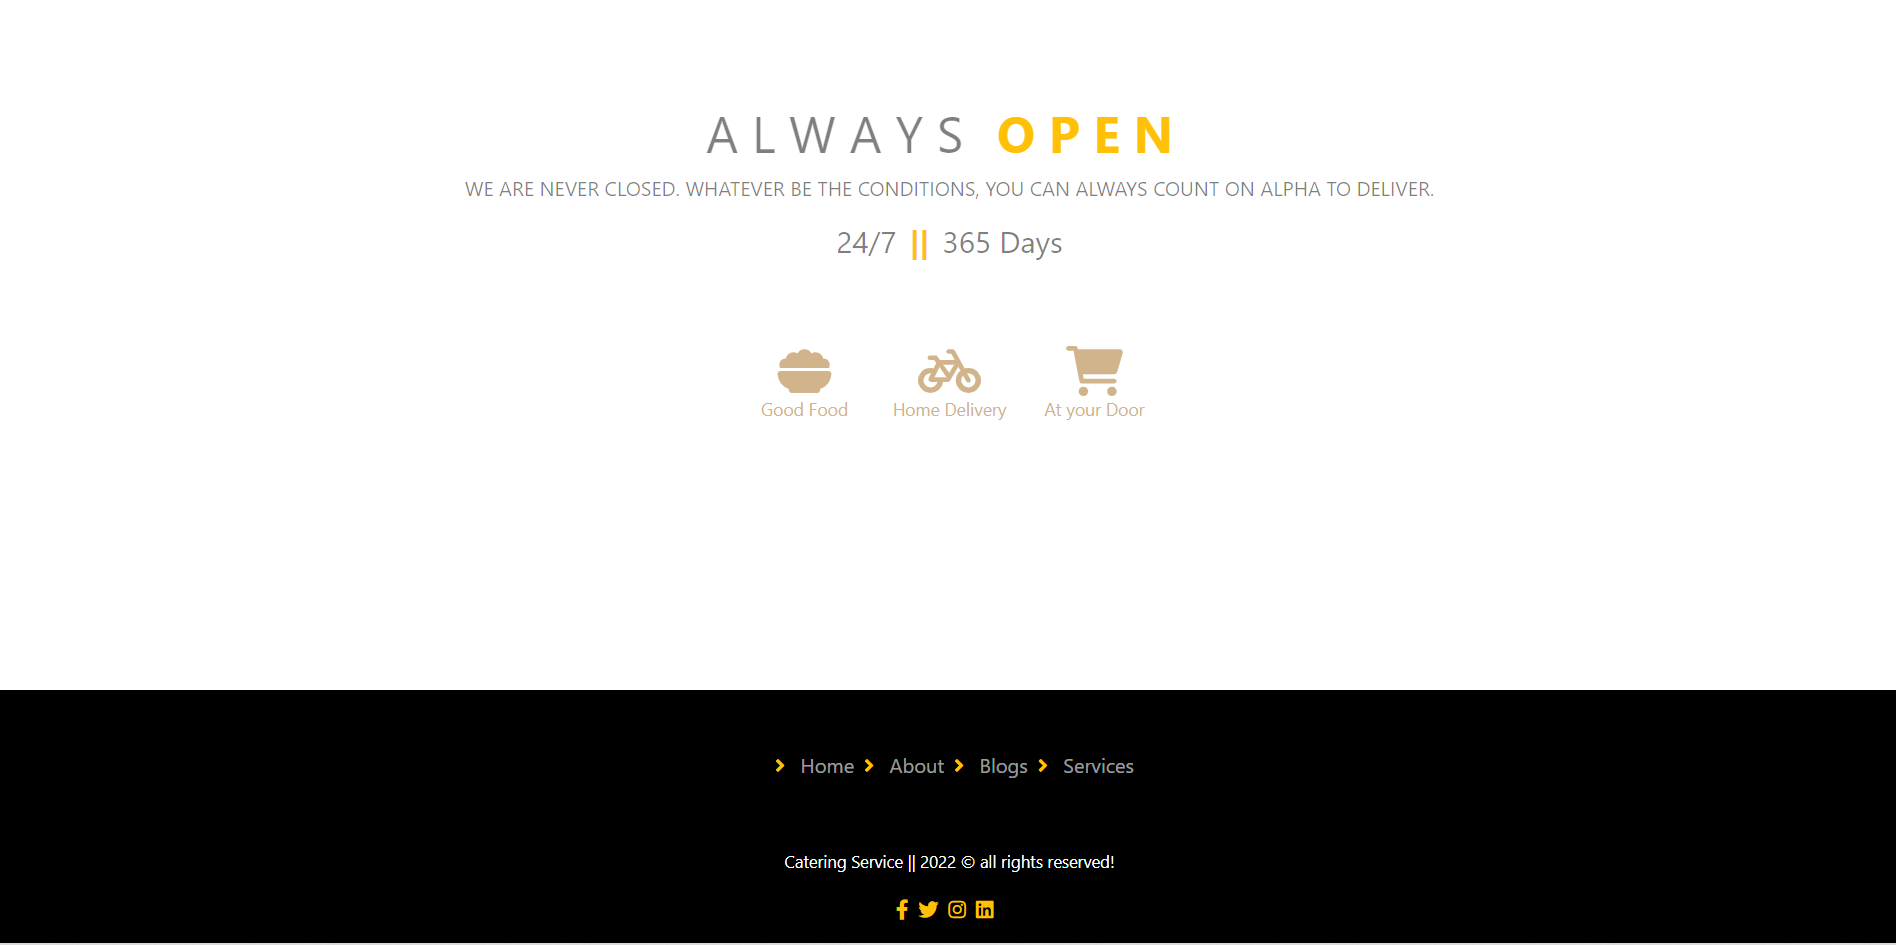 ALWAYS OPEN
WE ARE NEVER CLOSED. WHATEVER BE THE CONDITIONS, YOU CAN ALWAYS COUNT ON ALPHA TO DELIVER.
24/7 || 365 Days
Good Food Home Delivery At your Door
Home About Blogs Services
Catering Service || 2022 © all rights reserved!